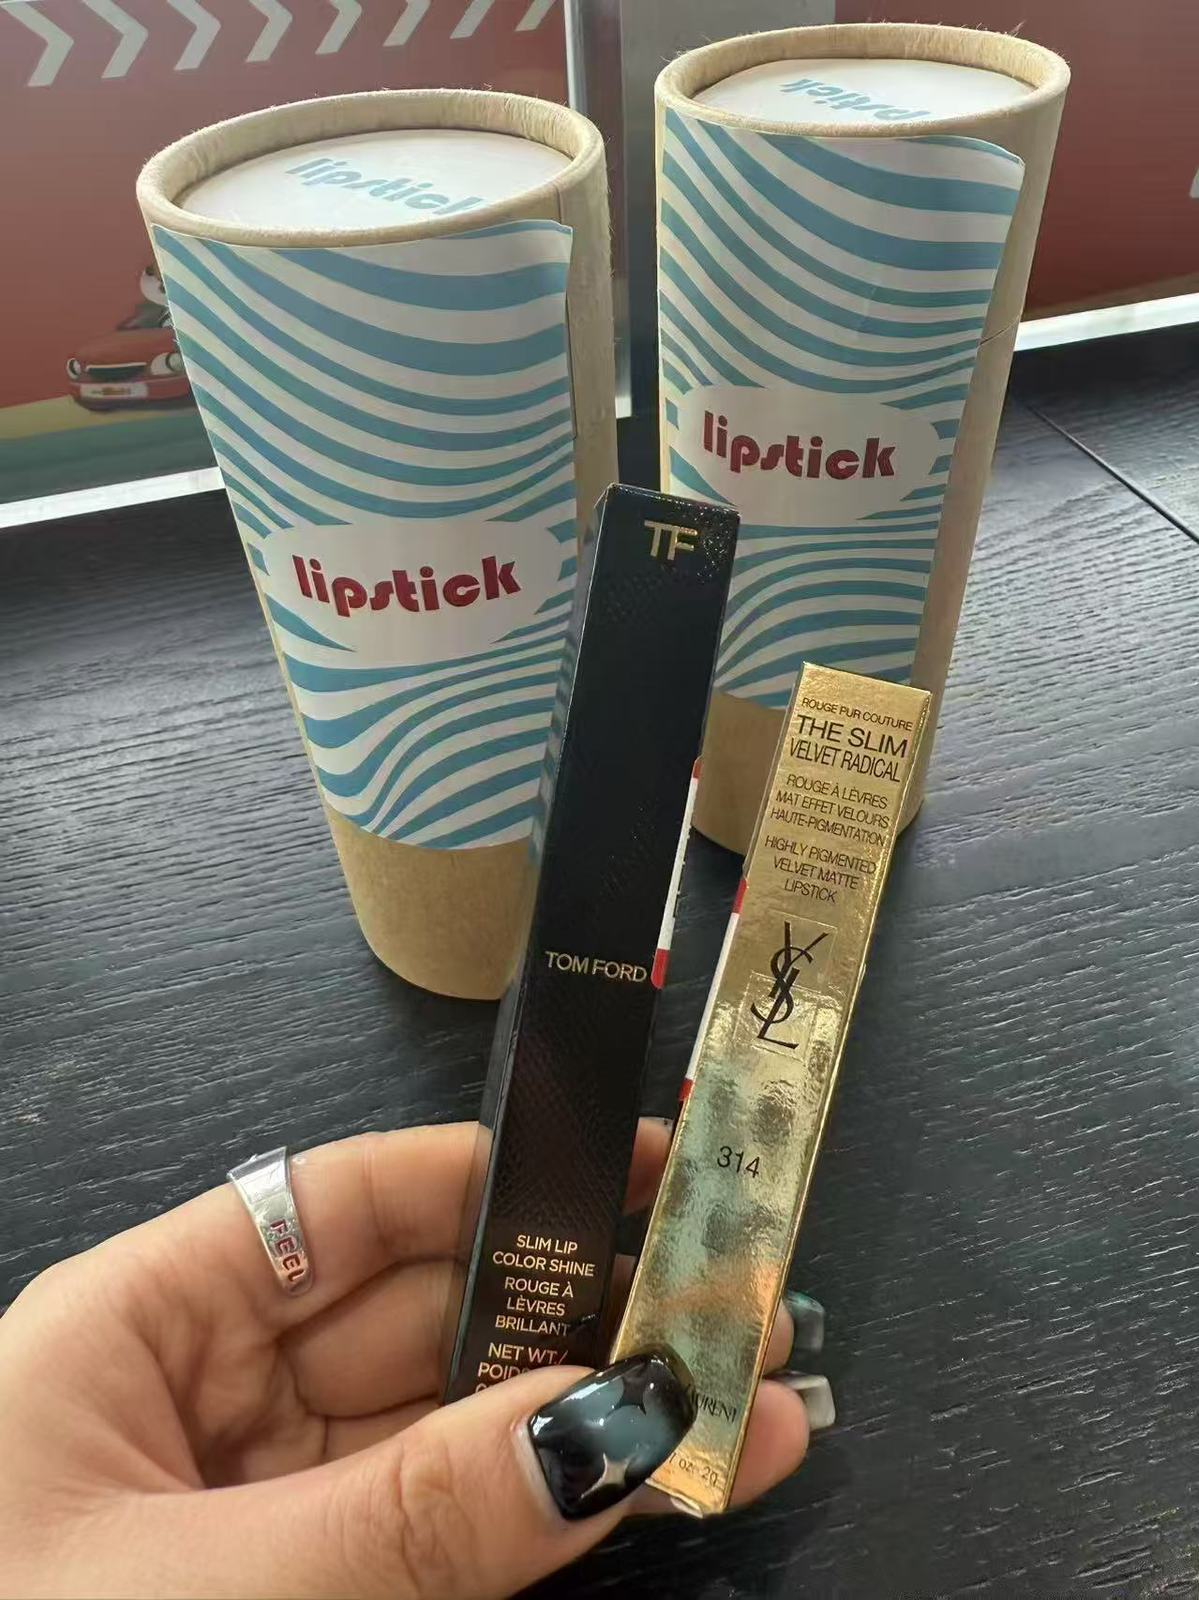 lipstick
lipstick
lipstick
lipstick
TF
TOM FORD
SLIM LIP
COLOR SHINE
ROUGE À
LÈVRES
BRILLANT
NET WT./
ROUGE PUR COUTURE
THE SLIM
VELVET RADICAL
ROUGE À LÈVRES
MAT EFFET VELOURS
HAUTE-PIGMENTATION
HIGHLY PIGMENTED
VELVET MATTE
LIPSTICK
YSL
314